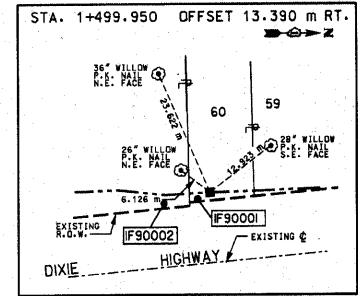 STA. 1+499.950 OFFSET 13.390 m RT.
N
36" WILLOW
P.K. NAIL
N.E. FACE
23.622 m
60
59
26" WILLOW
P.K. NAIL
N.E. FACE
28" WILLOW
P.K. NAIL
S.E. FACE
12.923 m
6.126 m
EXISTING
R.O.W.
IF90002
IF90001
EXISTING ℄
DIXIE HIGHWAY